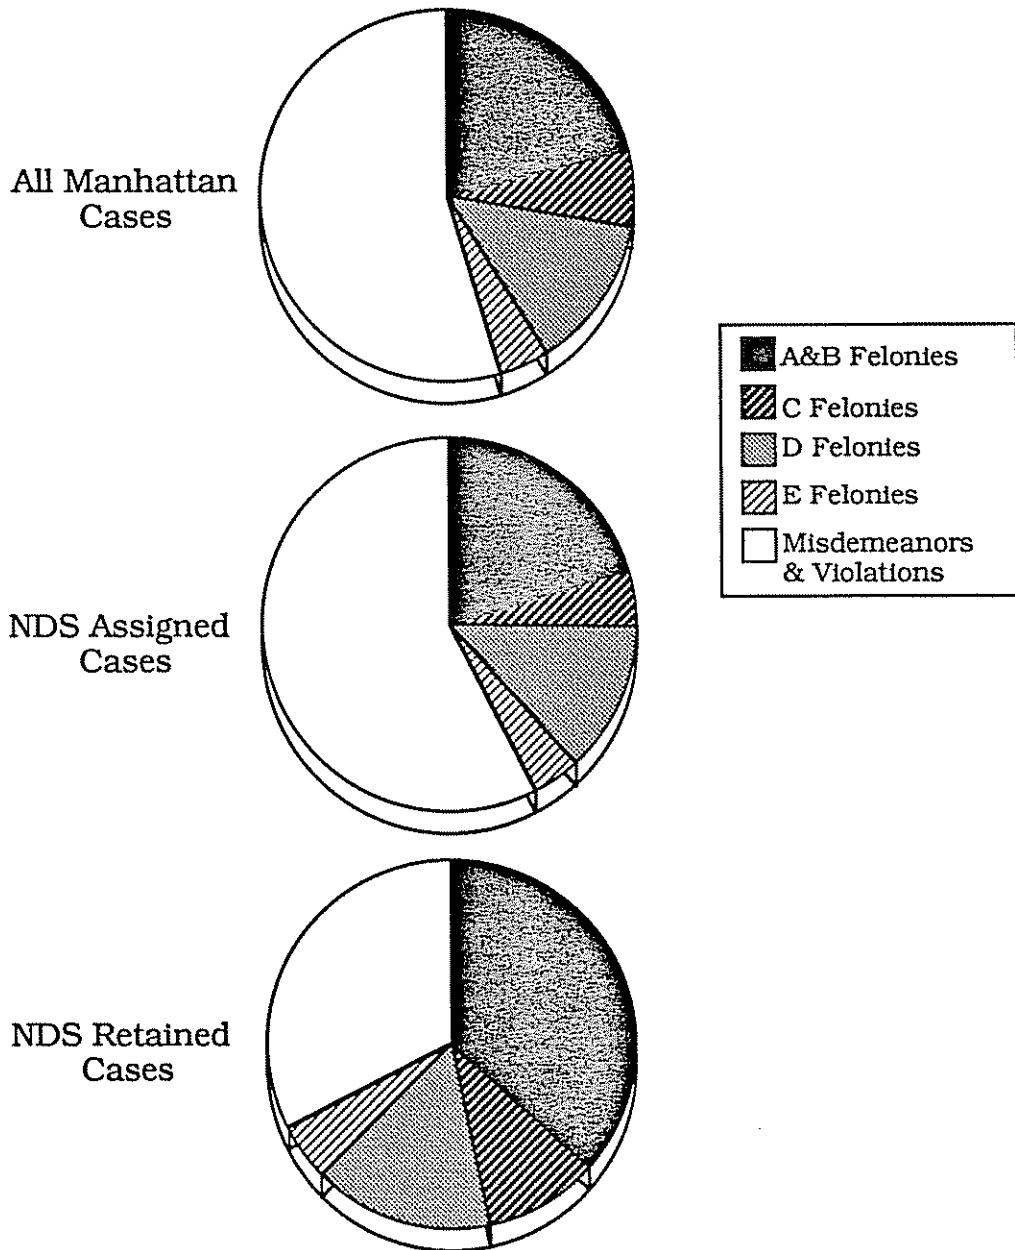 All Manhattan
Cases
A&B Felonies
C Felonies
D Felonies
E Felonies
Misdemeanors
& Violations
NDS Assigned
Cases
NDS Retained
Cases